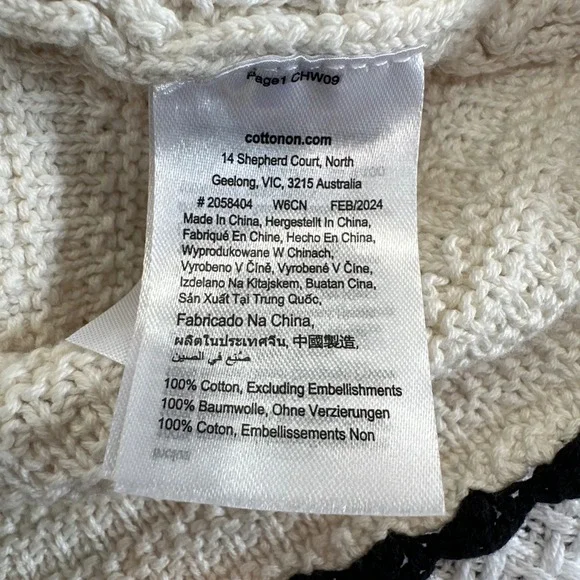 Page1 CHW09
cottonon.com
14 Shepherd Court, North
Geelong, VIC, 3215 Australia
# 2058404 W6CN FEB/2024
Made In China, Hergestellt In China,
Fabriqué En Chine, Hecho En China,
Wyprodukowane W Chinach,
Vyrobeno V Číně, Vyrobené V Číne,
Izdelano Na Kitajskem, Buatan Cina,
Sản Xuất Tại Trung Quốc,
Fabricado Na China,
ผลิตในประเทศจีน, 中國製造,
صُنع في الصين
100% Cotton, Excluding Embellishments
100% Baumwolle, Ohne Verzierungen
100% Coton, Embellissements Non